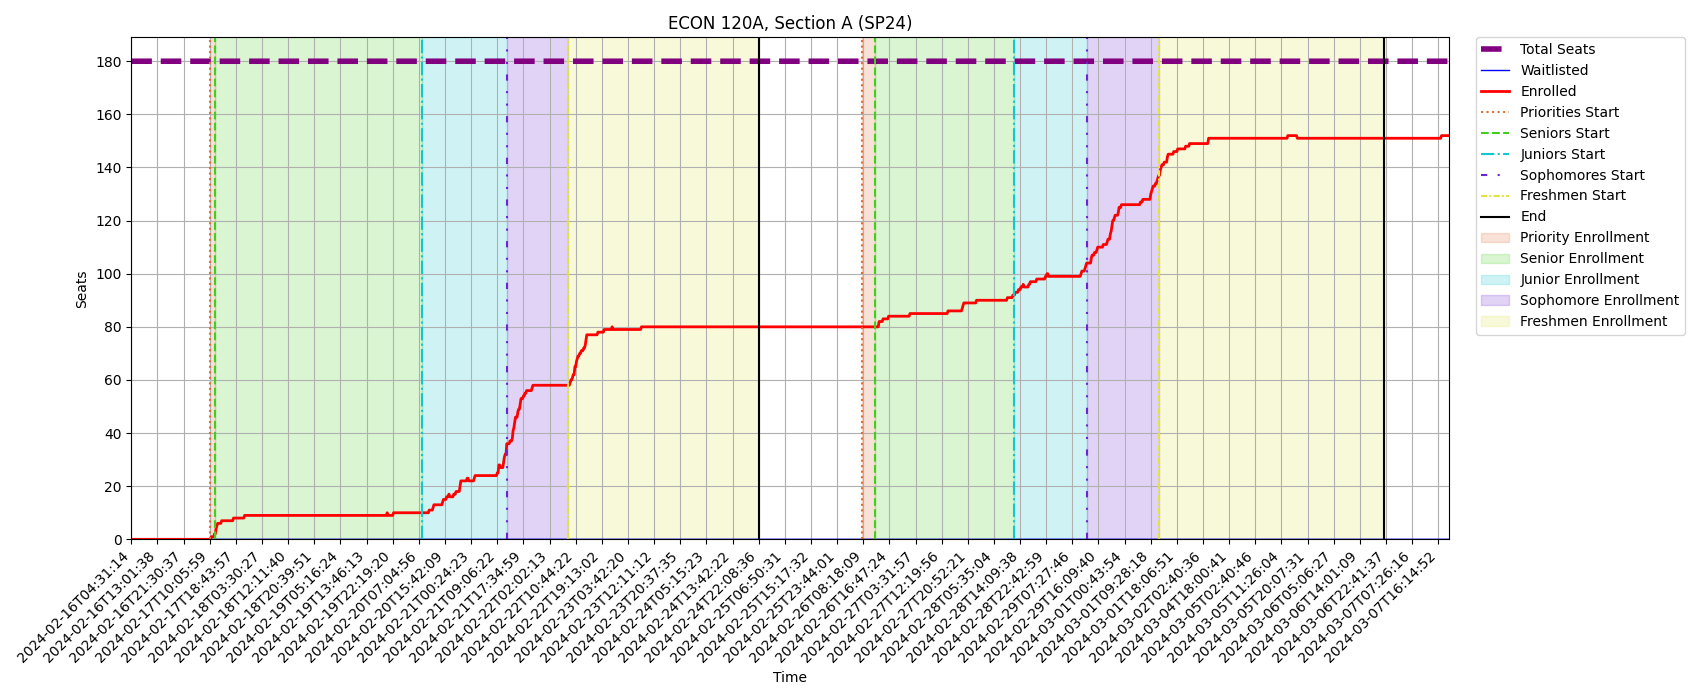 ECON 120A, Section A (SP24)
Seats
180
160
140
120
100
80
60
40
20
0
2024-02-16T04:31:14
2024-02-16T13:01:38
2024-02-16T21:30:37
2024-02-17T10:05:59
2024-02-17T18:43:57
2024-02-18T03:30:27
2024-02-18T12:11:40
2024-02-18T20:39:51
2024-02-19T05:16:24
2024-02-19T13:46:13
2024-02-19T22:19:20
2024-02-20T07:04:56
2024-02-20T15:42:09
2024-02-21T00:24:23
2024-02-21T09:06:22
2024-02-21T17:34:59
2024-02-22T02:02:13
2024-02-22T10:44:22
2024-02-22T19:13:02
2024-02-23T03:42:20
2024-02-23T12:11:12
2024-02-23T20:37:35
2024-02-24T05:15:23
2024-02-24T13:42:22
2024-02-24T22:08:36
2024-02-25T06:50:31
2024-02-25T15:17:32
2024-02-25T23:44:01
2024-02-26T08:18:09
2024-02-26T16:47:24
2024-02-27T03:31:57
2024-02-27T12:19:56
2024-02-27T20:52:21
2024-02-28T05:35:04
2024-02-28T14:09:38
2024-02-28T22:42:59
2024-02-29T07:27:46
2024-02-29T16:09:40
2024-03-01T00:43:54
2024-03-01T09:28:18
2024-03-01T18:06:51
2024-03-02T02:40:36
2024-03-04T18:00:41
2024-03-05T02:40:46
2024-03-05T11:26:04
2024-03-05T20:07:31
2024-03-06T05:06:27
2024-03-06T14:01:09
2024-03-06T22:41:37
2024-03-07T07:26:16
2024-03-07T16:14:52
Time
Total Seats
Waitlisted
Enrolled
Priorities Start
Seniors Start
Juniors Start
Sophomores Start
Freshmen Start
End
Priority Enrollment
Senior Enrollment
Junior Enrollment
Sophomore Enrollment
Freshmen Enrollment